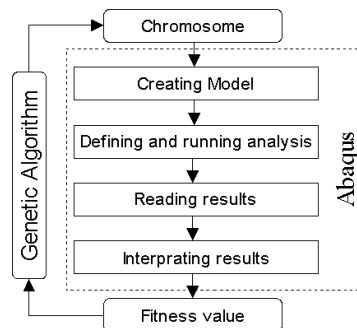 Chromosome
Creating Model
Defining and running analysis
Reading results
Interprating results
Fitness value
Genetic Algorithm
Abaqus